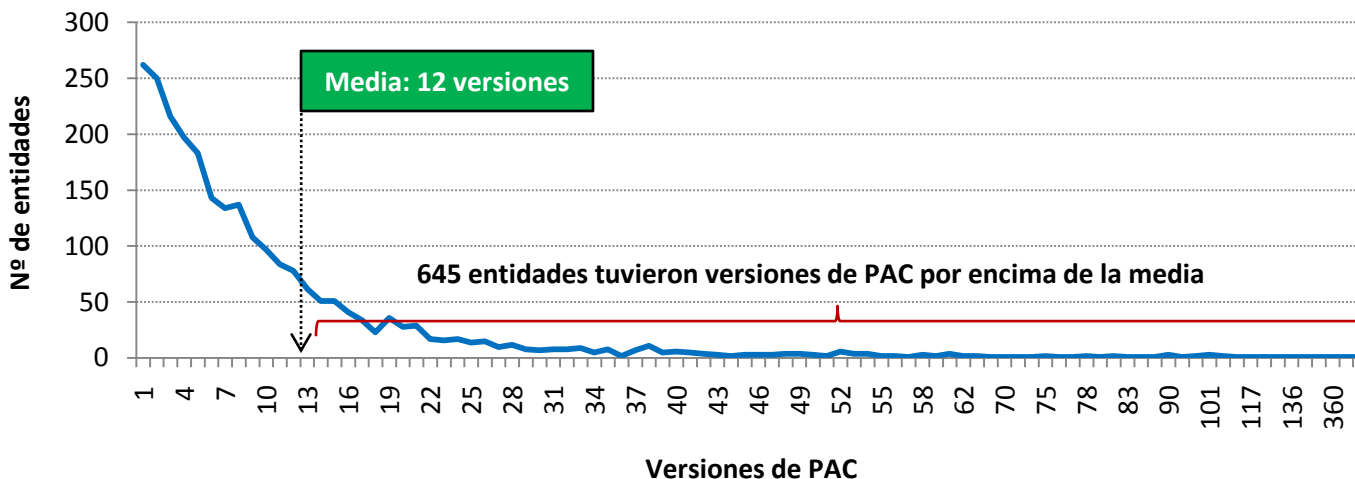 300
250
200
150
100
50
0
Nº de entidades
Media: 12 versiones
645 entidades tuvieron versiones de PAC por encima de la media
1 4 7 10 13 16 19 22 25 28 31 34 37 40 43 46 49 52 55 58 62 70 75 78 83 90 101 117 136 360
Versiones de PAC